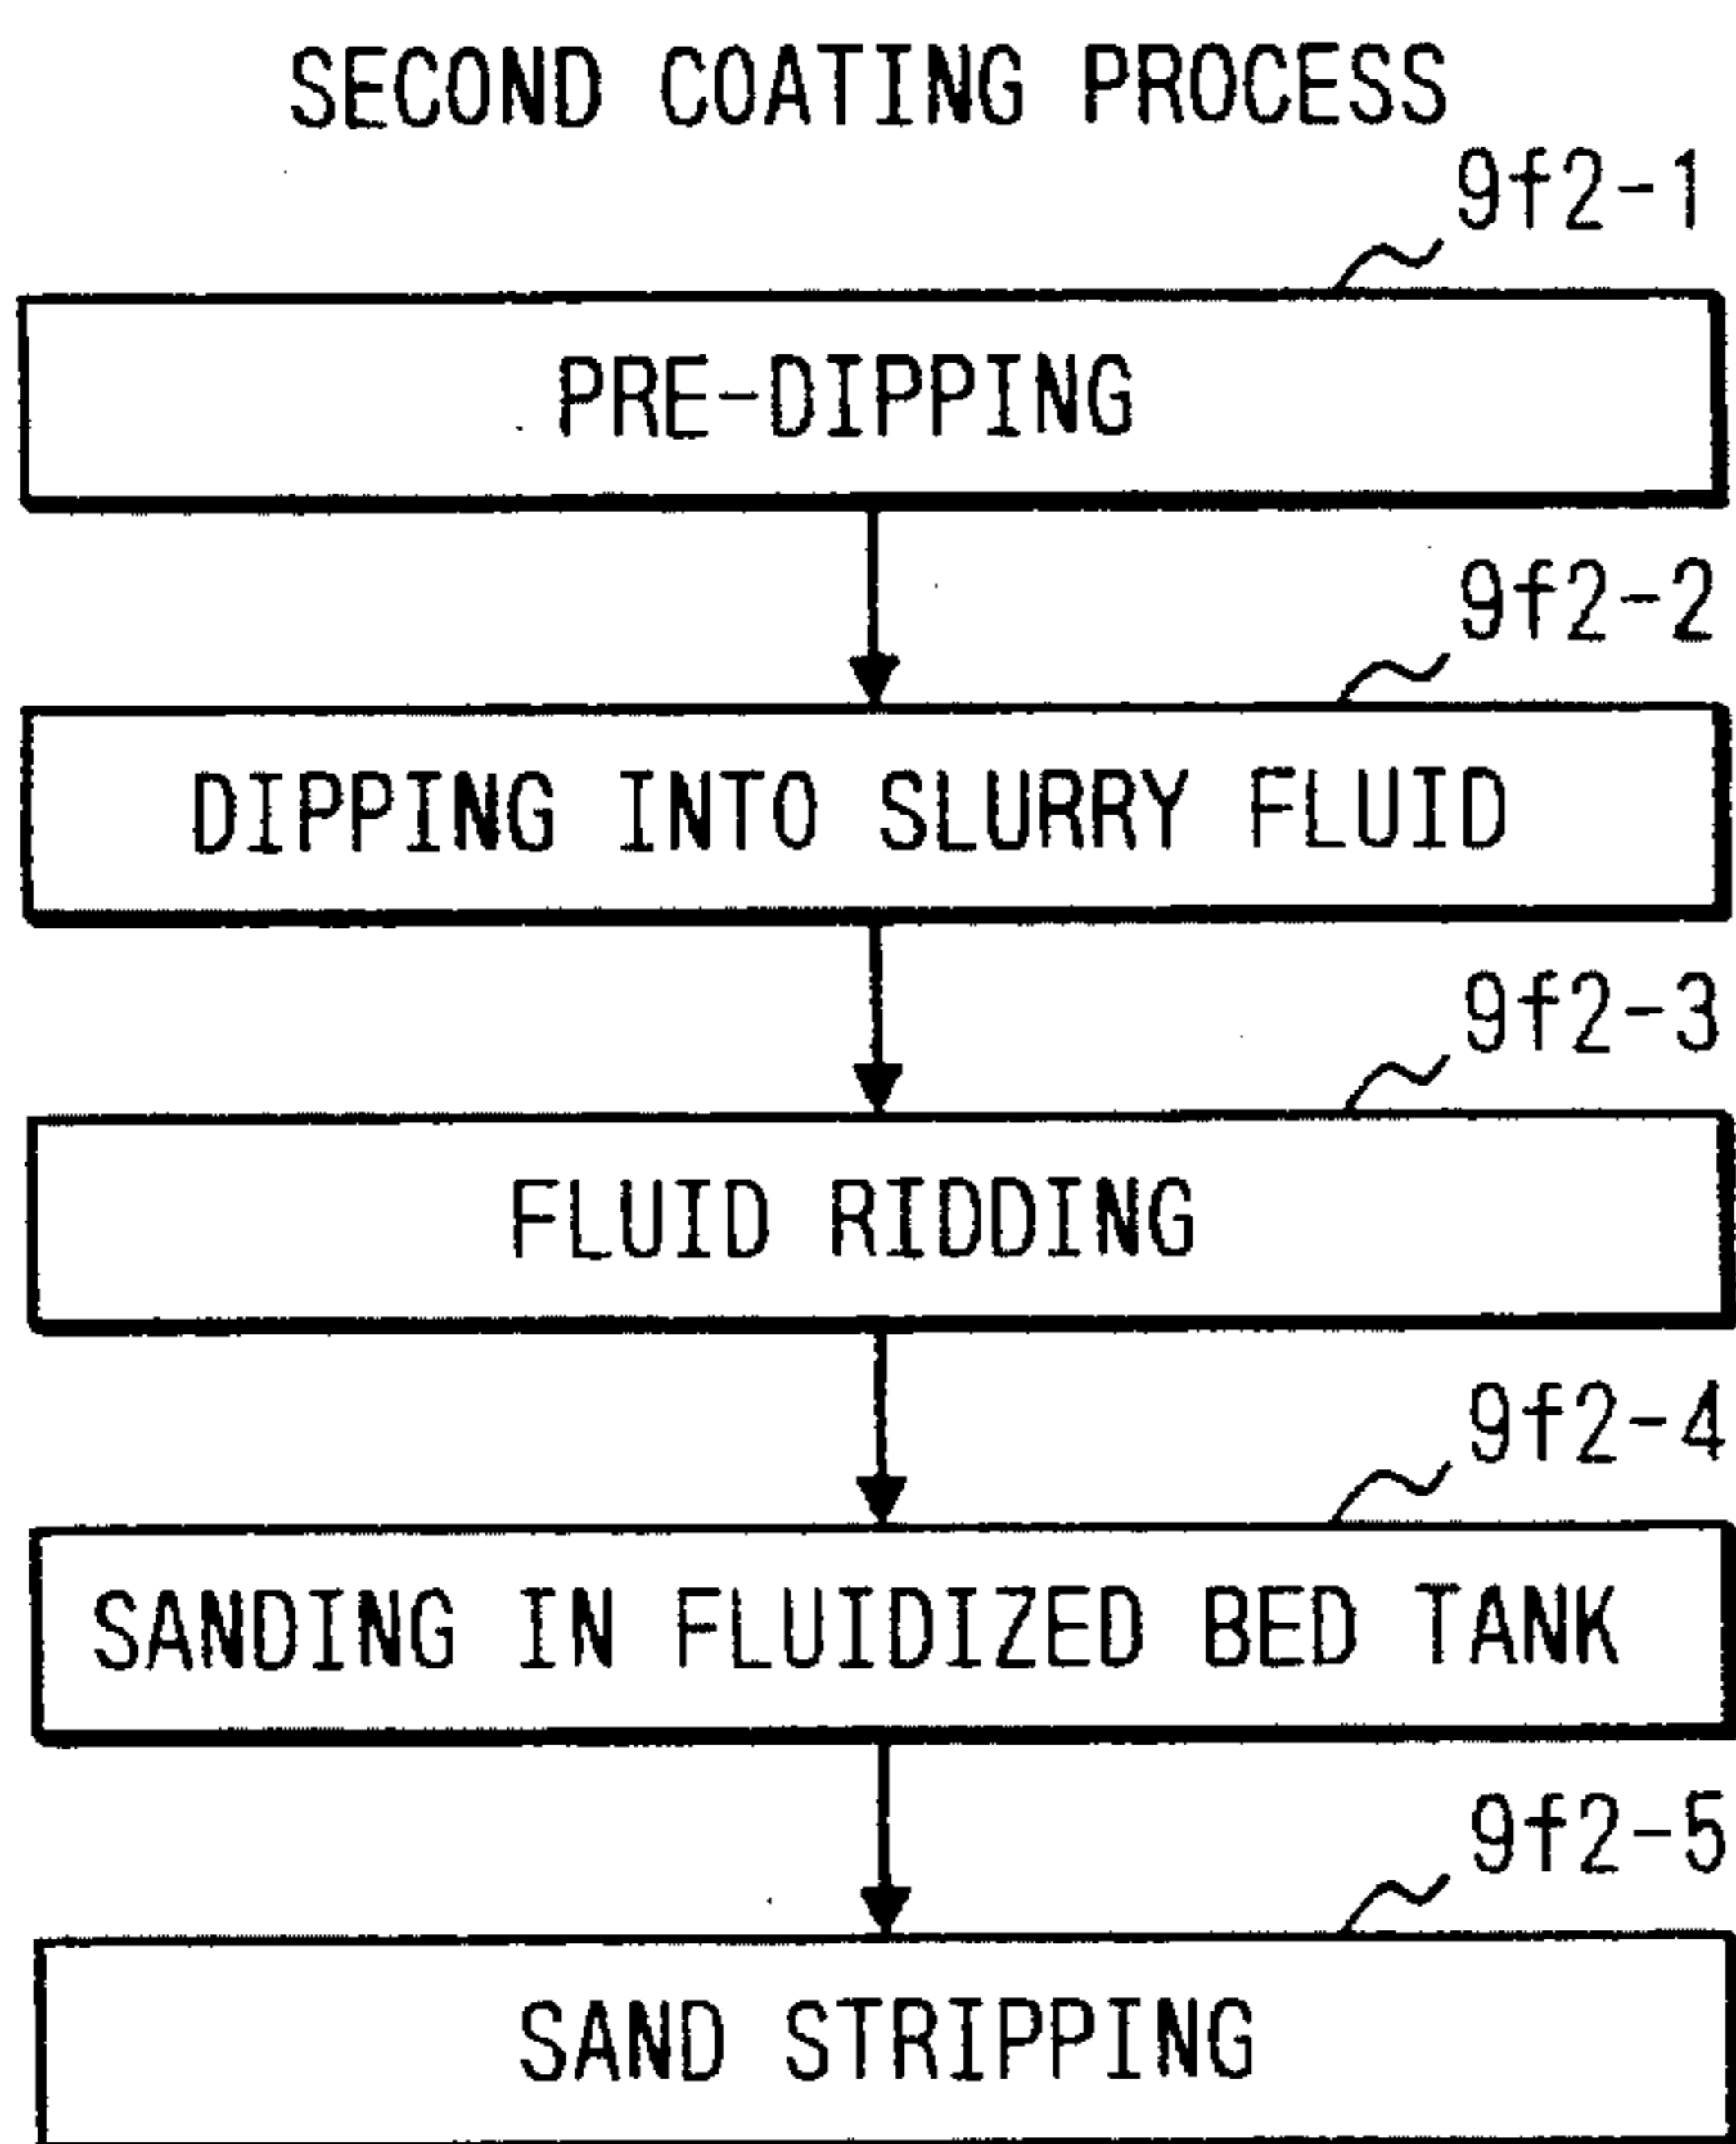 SECOND COATING PROCESS
9f2-1
PRE-DIPPING
9f2-2
DIPPING INTO SLURRY FLUID
9f2-3
FLUID RIDDING
9f2-4
SANDING IN FLUIDIZED BED TANK
9f2-5
SAND STRIPPING